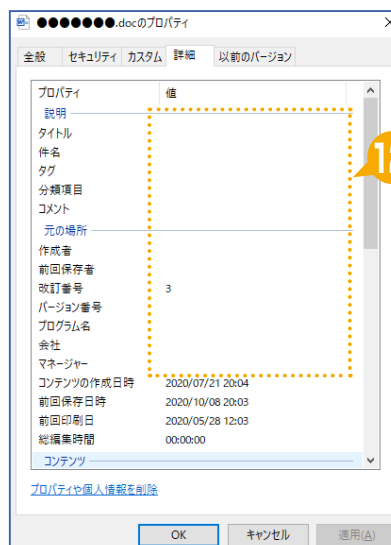 ●●●●●●●.docのプロパティ
全般 セキュリティ カスタム 詳細 以前のバージョン
プロパティ 値
説明
タイトル
件名
タグ
分類項目
コメント
元の場所
作成者
前回保存者
改訂番号 3
バージョン番号
プログラム名
会社
マネージャー
コンテンツの作成日時 2020/07/21 20:04
前回保存日時 2020/10/08 20:03
前回印刷日 2020/05/28 12:03
総編集時間 00:00:00
コンテンツ
プロパティや個人情報を削除
OK キャンセル 適用(A)